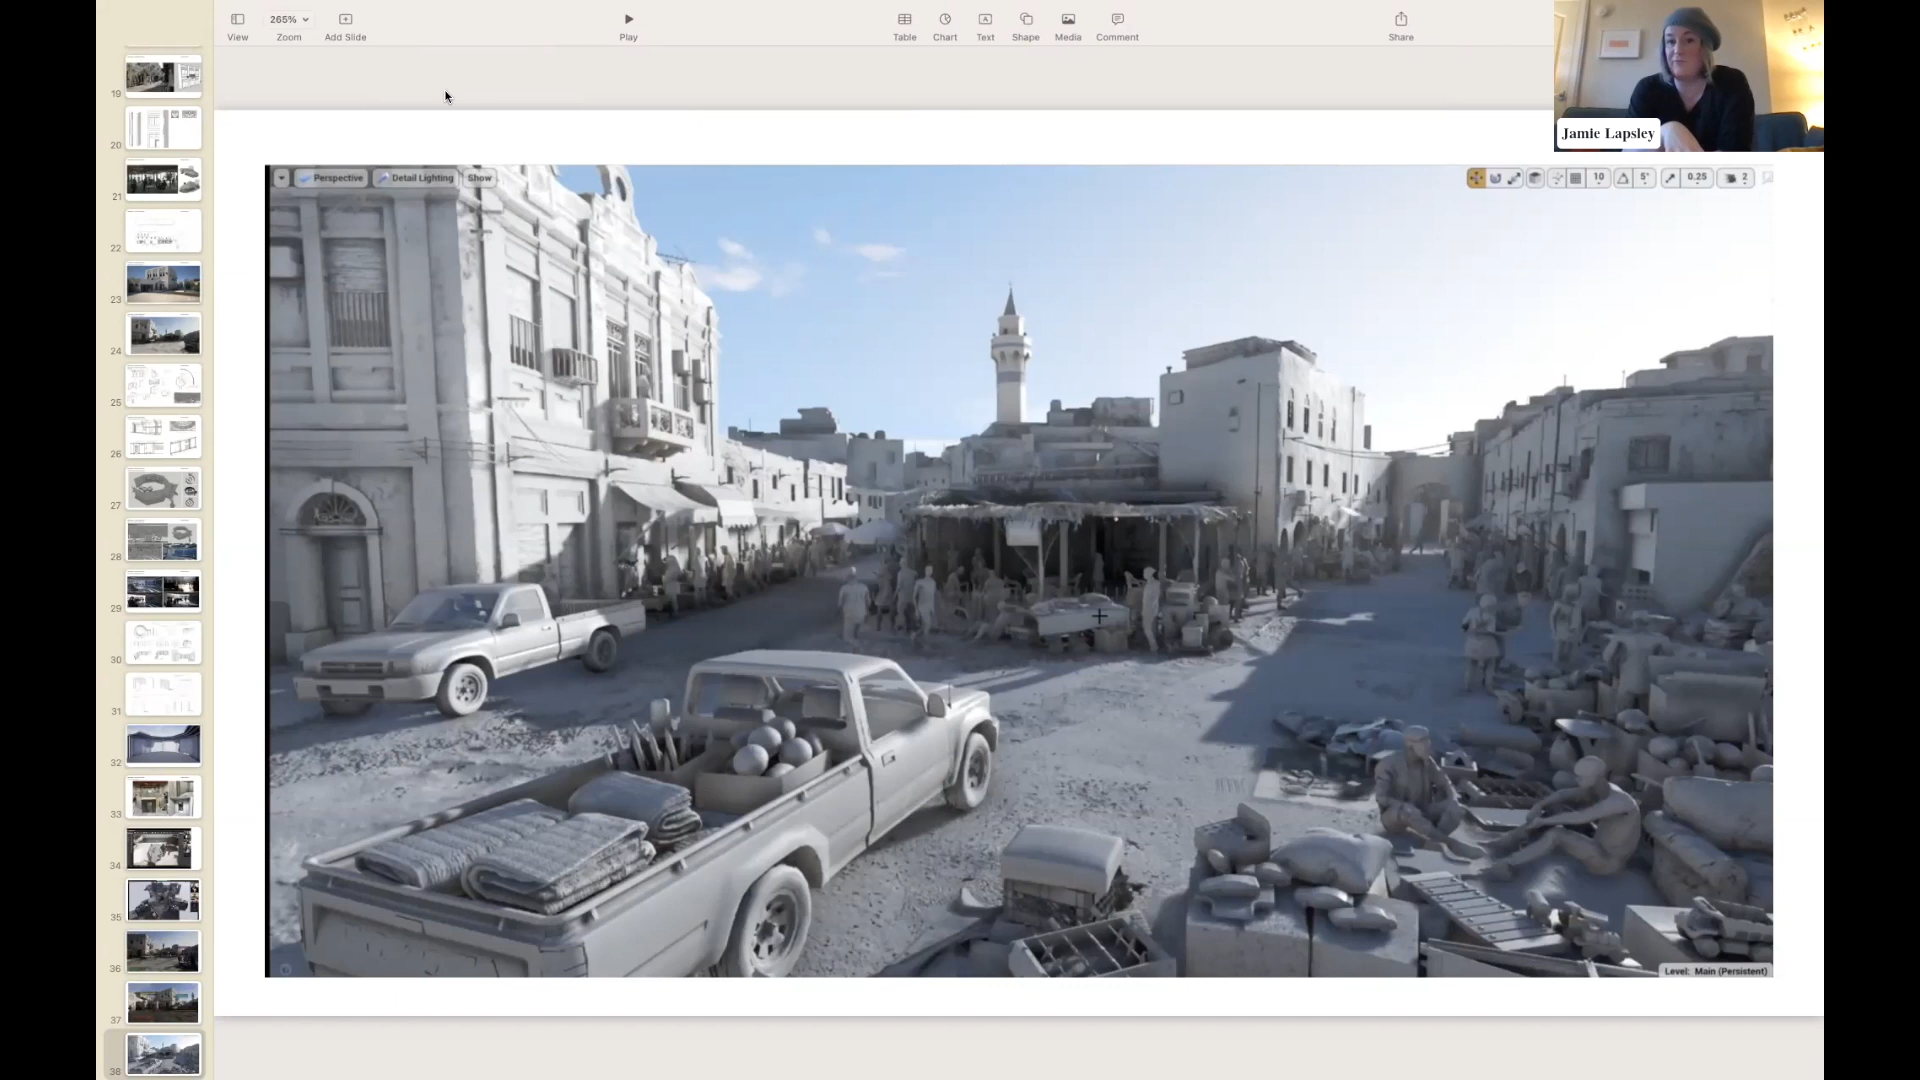 265%
View
Zoom
Add Slide
Play
Table
Chart
Text
Shape
Media
Comment
Share
Jamie Lapsley
Perspective
Detail Lighting
Show
10
5°
0.25
2
Level: Main (Persistent)
19
20
21
22
23
24
25
26
27
28
29
30
31
32
33
34
35
36
37
38